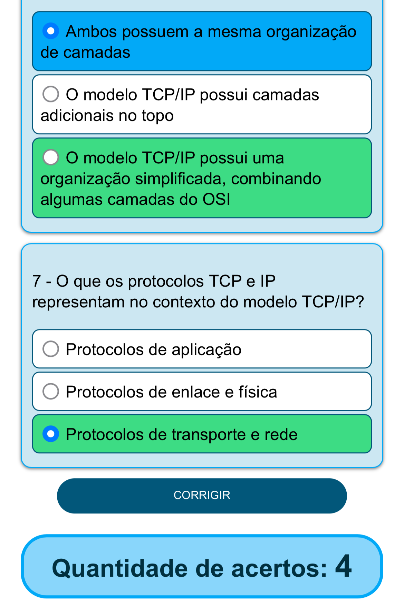 Ambos possuem a mesma organização
de camadas
O modelo TCP/IP possui camadas
adicionais no topo
O modelo TCP/IP possui uma
organização simplificada, combinando
algumas camadas do OSI
7 - O que os protocolos TCP e IP
representam no contexto do modelo TCP/IP?
Protocolos de aplicação
Protocolos de enlace e física
Protocolos de transporte e rede
CORRIGIR
Quantidade de acertos: 4